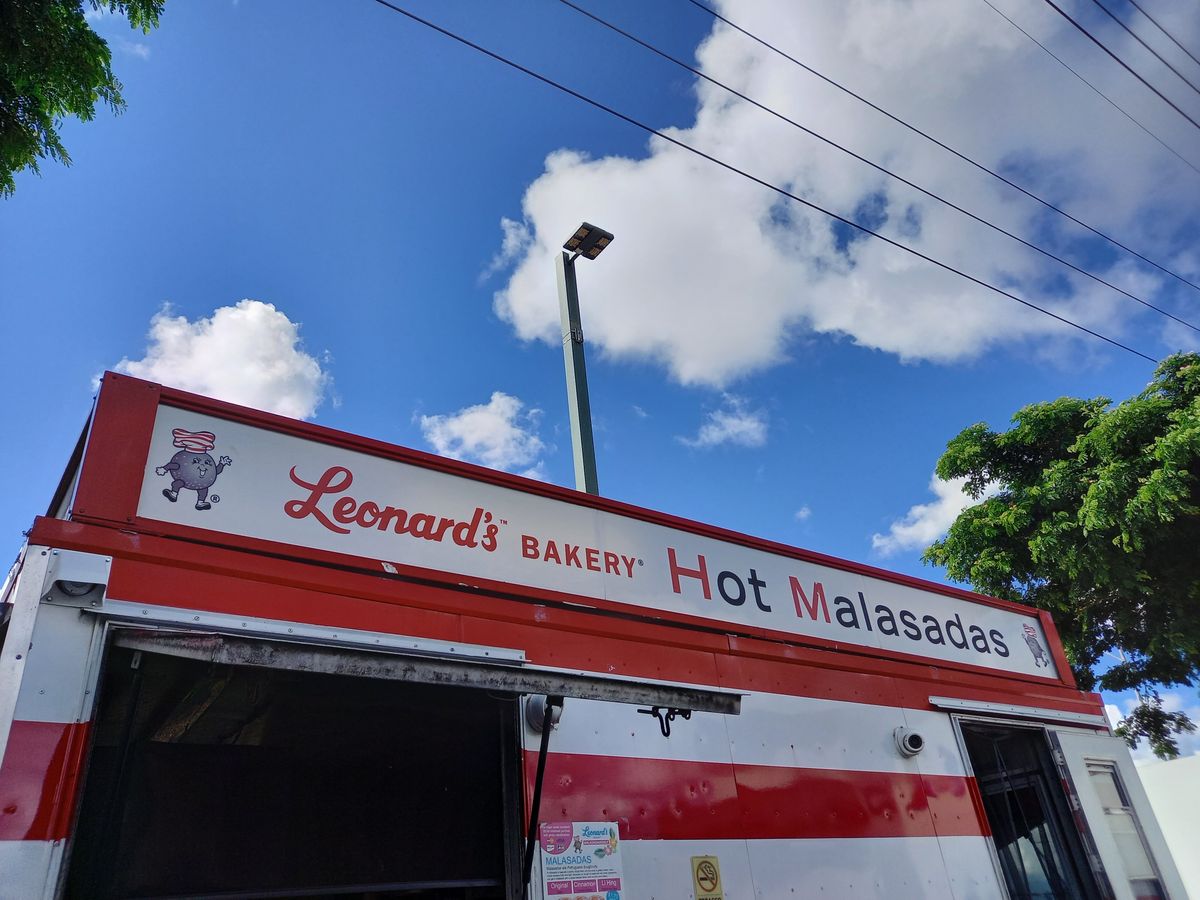 Leonard's™ BAKERY® Hot Malasadas
®
Leonard's
MALASADAS
Original Cinnamon Li Hing